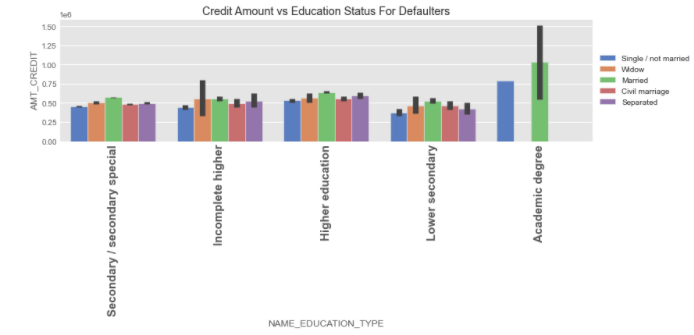 Credit Amount vs Education Status For Defaulters
1e6
1.50
1.25
1.00
0.75
0.50
0.25
0.00
AMT_CREDIT
Single / not married
Widow
Married
Civil marriage
Separated
Secondary / secondary special
Incomplete higher
Higher education
Lower secondary
Academic degree
NAME_EDUCATION_TYPE